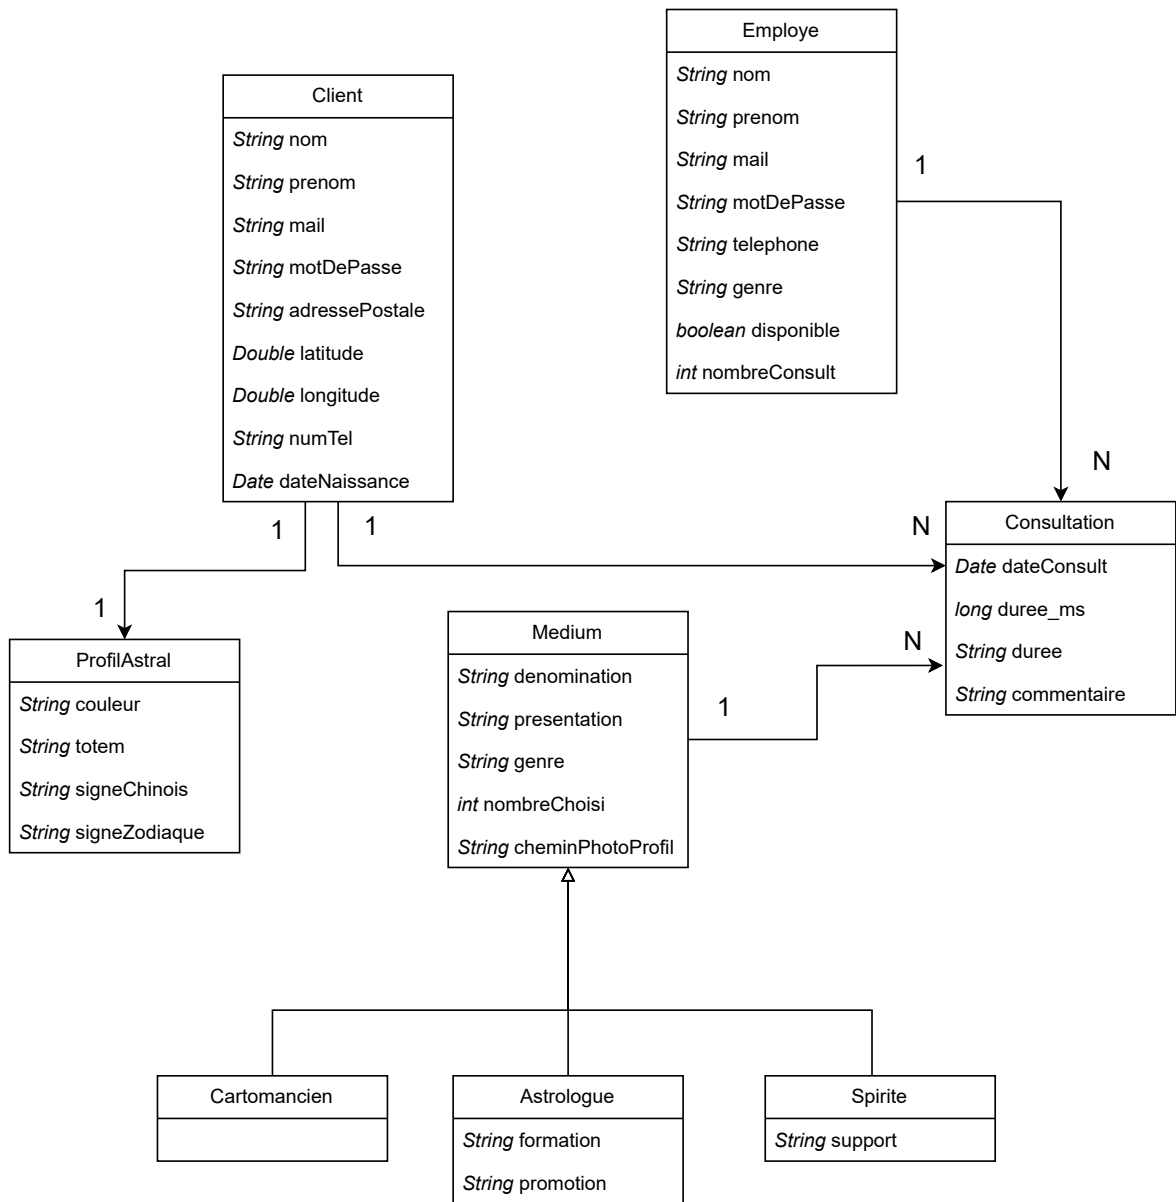 Employe
String nom
String prenom
String mail
String motDePasse
String telephone
String genre
boolean disponible
int nombreConsult
1
N
Client
String nom
String prenom
String mail
String motDePasse
String adressePostale
Double latitude
Double longitude
String numTel
Date dateNaissance
1
1
N
1
Consultation
Date dateConsult
long duree_ms
String duree
String commentaire
ProfilAstral
String couleur
String totem
String signeChinois
String signeZodiaque
Medium
String denomination
String presentation
String genre
int nombreChoisi
String cheminPhotoProfil
1
N
Cartomancien
Astrologue
String formation
String promotion
Spirite
String support